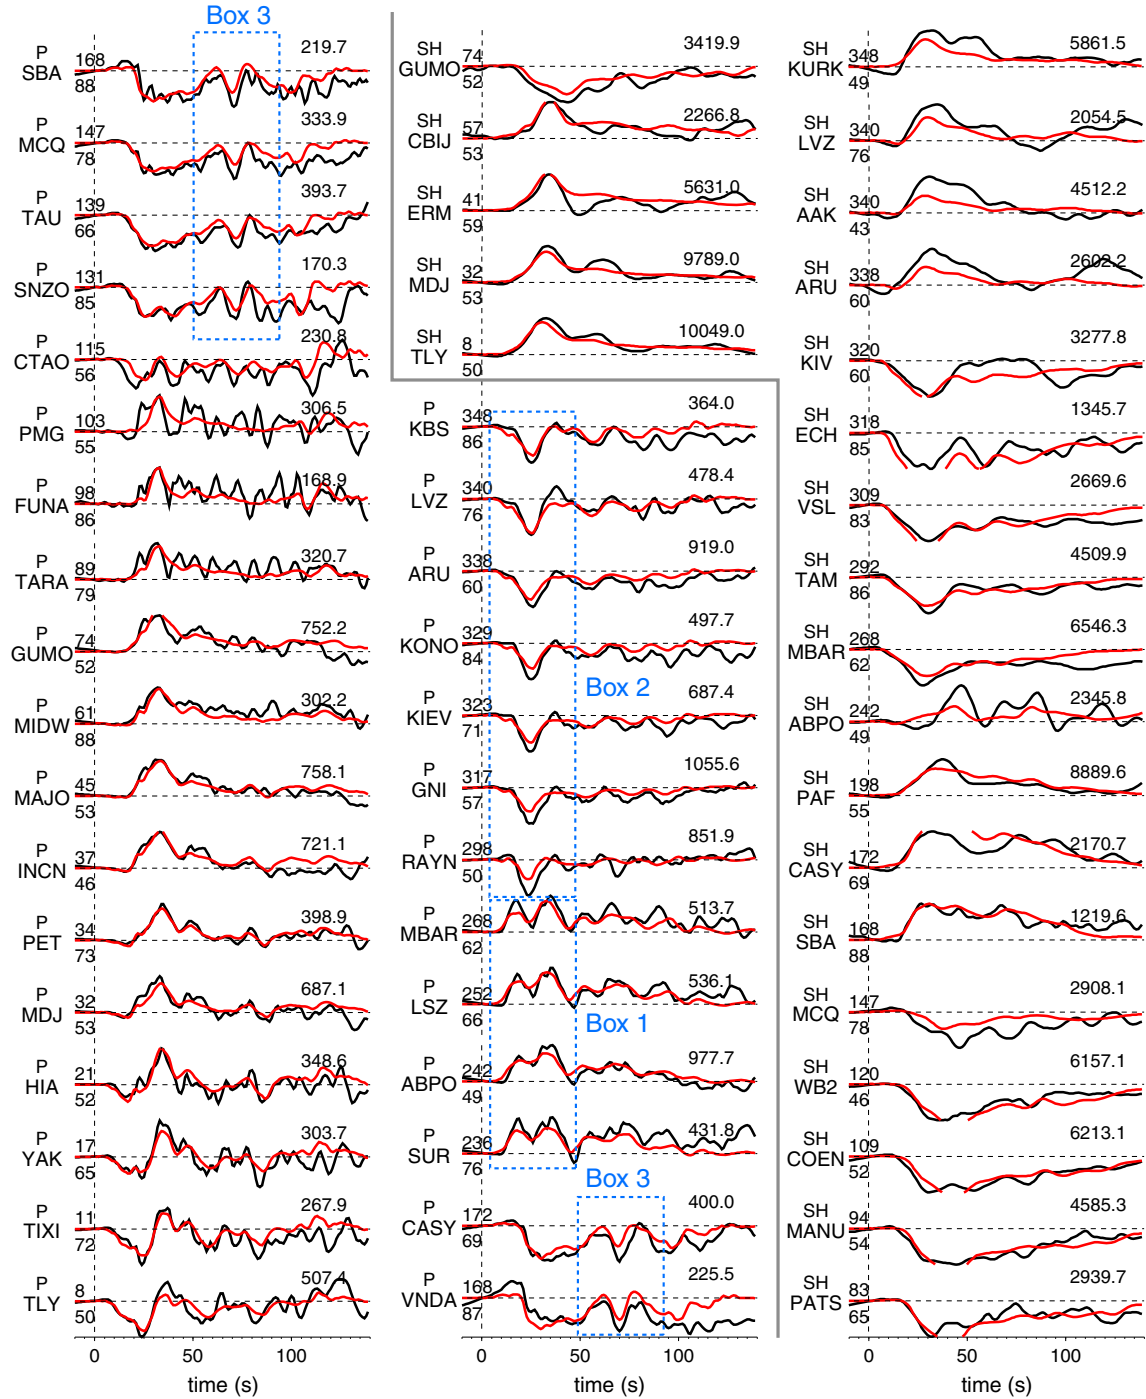 Box 3
P
SBA
168
88
219.7
P
MCQ
147
78
333.9
P
TAU
139
66
393.7
P
SNZO
131
85
170.3
P
CTAO
115
56
230.8
P
PMG
103
55
306.5
P
FUNA
98
86
168.9
P
TARA
89
79
320.7
P
GUMO
74
52
752.2
P
MIDW
61
88
302.2
P
MAJO
45
53
758.1
P
INCN
37
46
721.1
P
PET
34
73
398.9
P
MDJ
32
53
687.1
P
HIA
21
52
348.6
P
YAK
17
65
303.7
P
TIXI
11
72
267.9
P
TLY
8
50
507.4
0
100
time (s)
SH
GUMO
74
52
3419.9
SH
CBIJ
57
53
2266.8
SH
ERM
41
59
5631.0
SH
MDJ
32
53
9789.0
SH
TLY
8
50
10049.0
P
KBS
348
86
364.0
P
LVZ
340
76
478.4
P
ARU
338
60
919.0
P
KONO
329
84
497.7
Box 2
P
KIEV
323
71
687.4
P
GNI
317
57
1055.6
P
RAYN
298
50
851.9
P
MBAR
268
62
513.7
P
LSZ
252
66
536.1
Box 1
P
ABPO
242
49
977.7
P
SUR
236
76
431.8
Box 3
P
CASY
172
69
400.0
P
VNDA
168
87
225.5
0
50
100
time (s)
SH
KURK
348
49
5861.5
SH
LVZ
340
76
2054.5
SH
AAK
340
43
4512.2
SH
ARU
338
60
2602.2
SH
KIV
320
60
3277.8
SH
ECH
318
85
1345.7
SH
VSL
309
83
2669.6
SH
TAM
292
86
4509.9
SH
MBAR
268
62
6546.3
SH
ABPO
242
49
2345.8
SH
PAF
198
55
8889.6
SH
CASY
172
69
2170.7
SH
SBA
168
88
1219.6
SH
MCQ
147
78
2908.1
SH
WB2
120
46
6157.1
SH
COEN
109
52
6213.1
SH
MANU
94
54
4585.3
SH
PATS
83
65
2939.7
0
50
100
time (s)